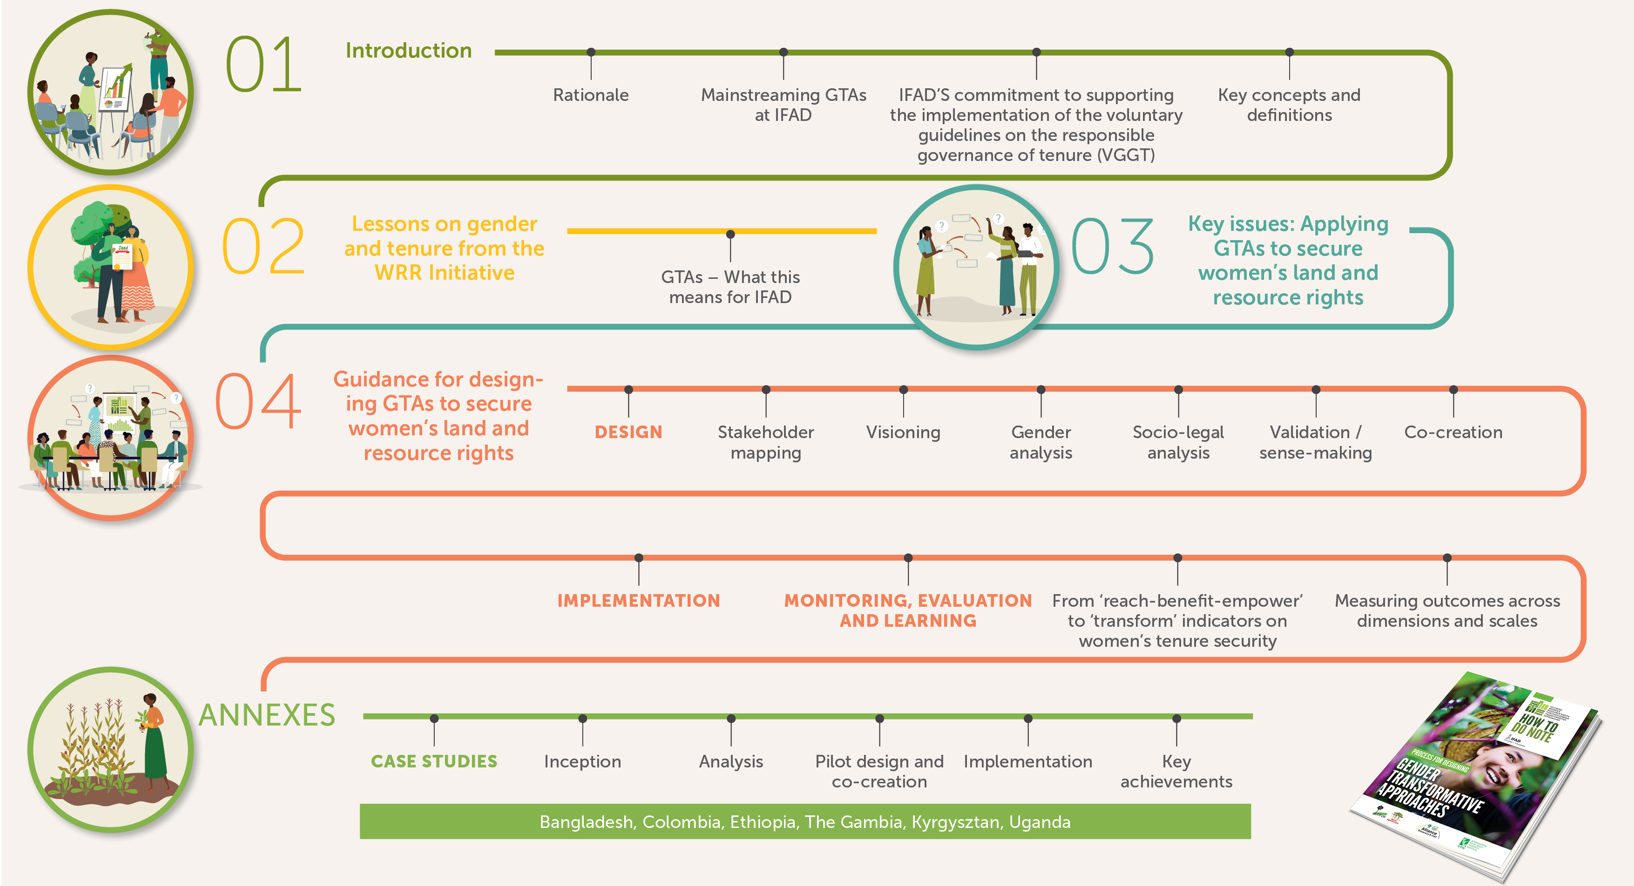 01
Introduction
Rationale
Mainstreaming GTAs
at IFAD
IFAD’S commitment to supporting
the implementation of the voluntary
guidelines on the responsible
governance of tenure (VGGT)
Key concepts and
definitions
02
Lessons on gender
and tenure from the
WRR Initiative
GTAs – What this
means for IFAD
?
?
03
Key issues: Applying
GTAs to secure
women’s land and
resource rights
04
Guidance for design-
ing GTAs to secure
women’s land and
resource rights
?
?
DESIGN
Stakeholder
mapping
Visioning
Gender
analysis
Socio-legal
analysis
Validation /
sense-making
Co-creation
IMPLEMENTATION
MONITORING, EVALUATION
AND LEARNING
From ‘reach-benefit-empower’
to ‘transform’ indicators on
women’s tenure security
Measuring outcomes across
dimensions and scales
ANNEXES
CASE STUDIES
Inception
Analysis
Pilot design and
co-creation
Implementation
Key
achievements
Bangladesh, Colombia, Ethiopia, The Gambia, Kyrgysztan, Uganda
HOW TO
DO NOTE
PROCESS FOR DESIGNING
GENDER
TRANSFORMATIVE
APPROACHES